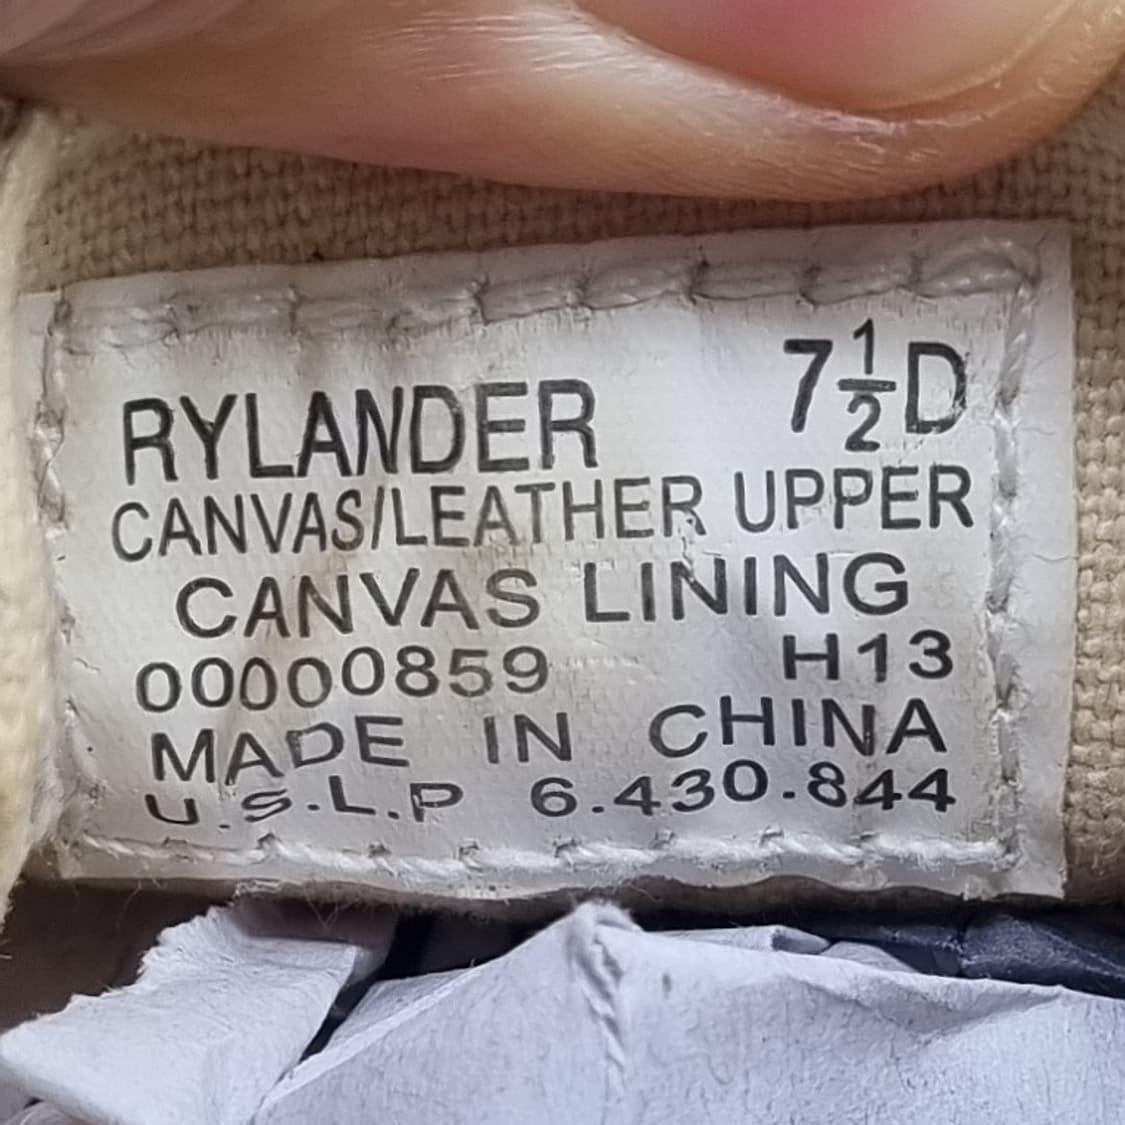 7½D
RYLANDER
CANVAS/LEATHER UPPER
CANVAS LINING
00000859 H13
MADE IN CHINA
U.S.L.P 6.430.844